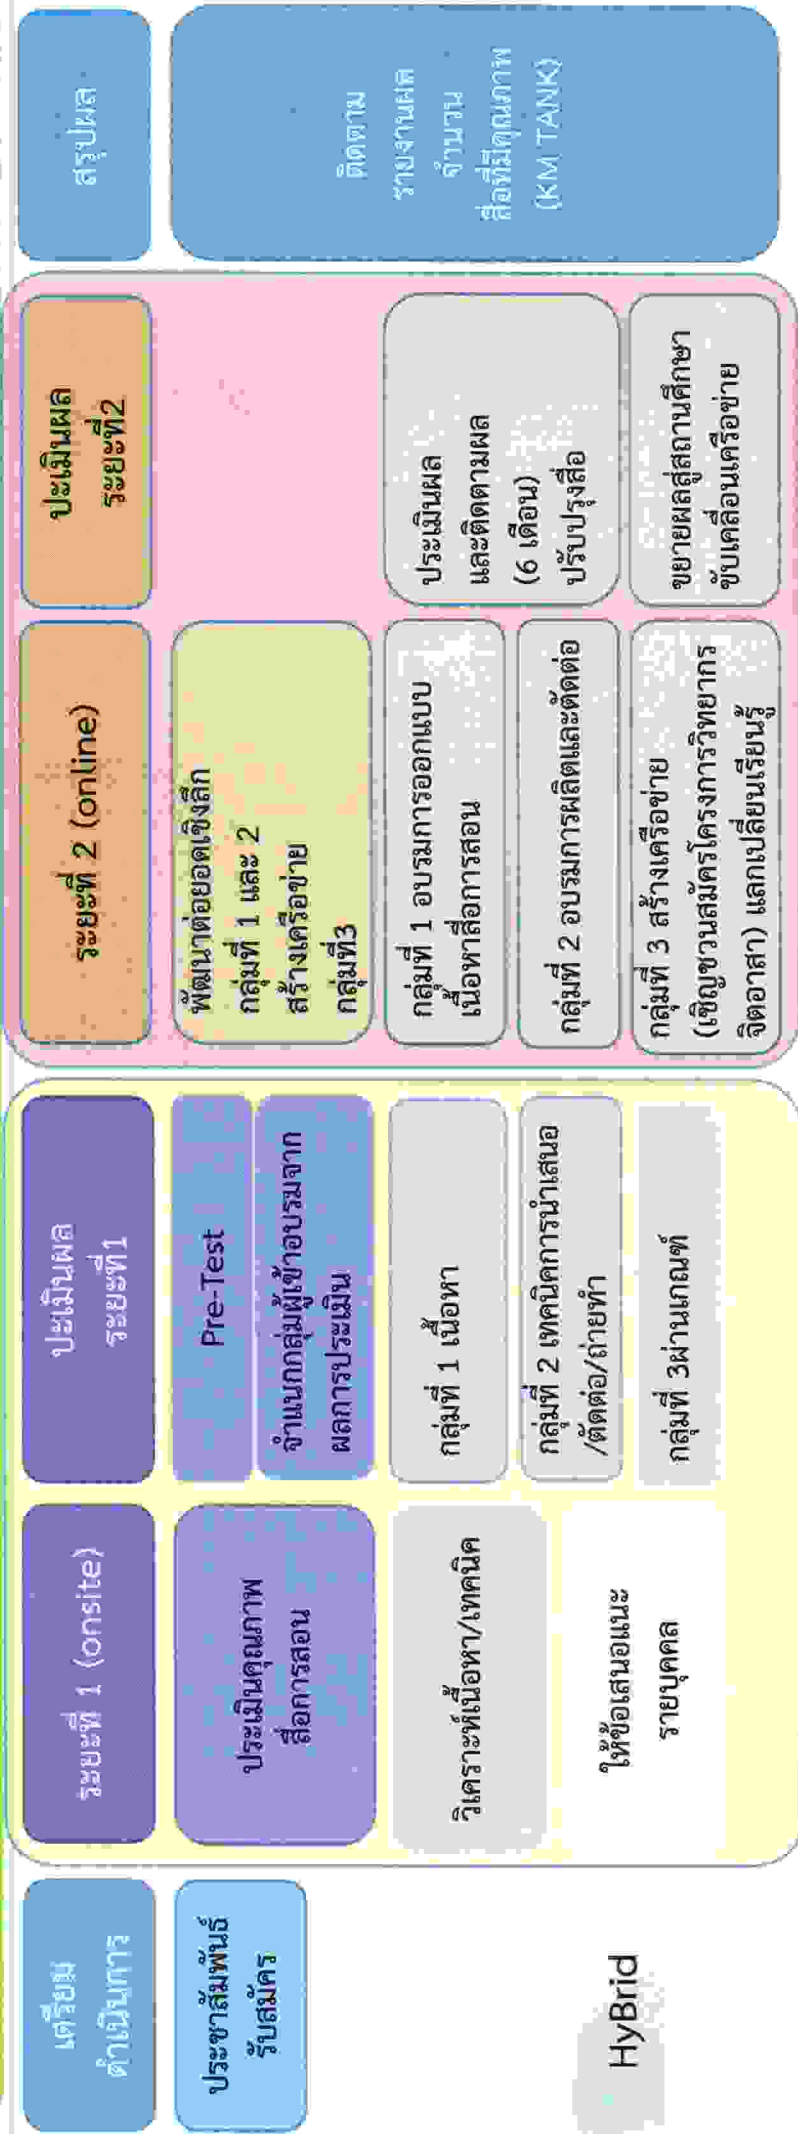 เตรียม
ดำเนินการ
ประชาสัมพันธ์
รับสมัคร
HyBrid
ระยะที่ 1 (onsite)
ประเมินคุณภาพ
สื่อการสอน
วิเคราะห์เนื้อหา/เทคนิค
ให้ข้อเสนอแนะ
รายบุคคล
ปะเมินผล
ระยะที่1
Pre-Test
จำแนกกลุ่มผู้เข้าอบรมจาก
ผลการประเมิน
กลุ่มที่ 1 เนื้อหา
กลุ่มที่ 2 เทคนิคการนำเสนอ
/ตัดต่อ/ถ่ายทำ
กลุ่มที่ 3ผ่านเกณฑ์
ระยะที่ 2 (online)
พัฒนาต่อยอดเชิงลึก
กลุ่มที่ 1 และ 2
สร้างเครือข่าย
กลุ่มที่3
กลุ่มที่ 1 อบรมการออกแบบ
เนื้อหาสื่อการสอน
กลุ่มที่ 2 อบรมการผลิตและตัดต่อ
กลุ่มที่ 3 สร้างเครือข่าย
(เชิญชวนสมัครโครงการวิทยากร
จิตอาสา) แลกเปลี่ยนเรียนรู้
ปะเมินผล
ระยะที่2
ประเมินผล
และติดตามผล
(6 เดือน)
ปรับปรุงสื่อ
ขยายผลสู่สถานศึกษา
ขับเคลื่อนเครือข่าย
สรุปผล
ติดตาม
รายงานผล
จำนวน
สื่อที่มีคุณภาพ
(KM TANK)